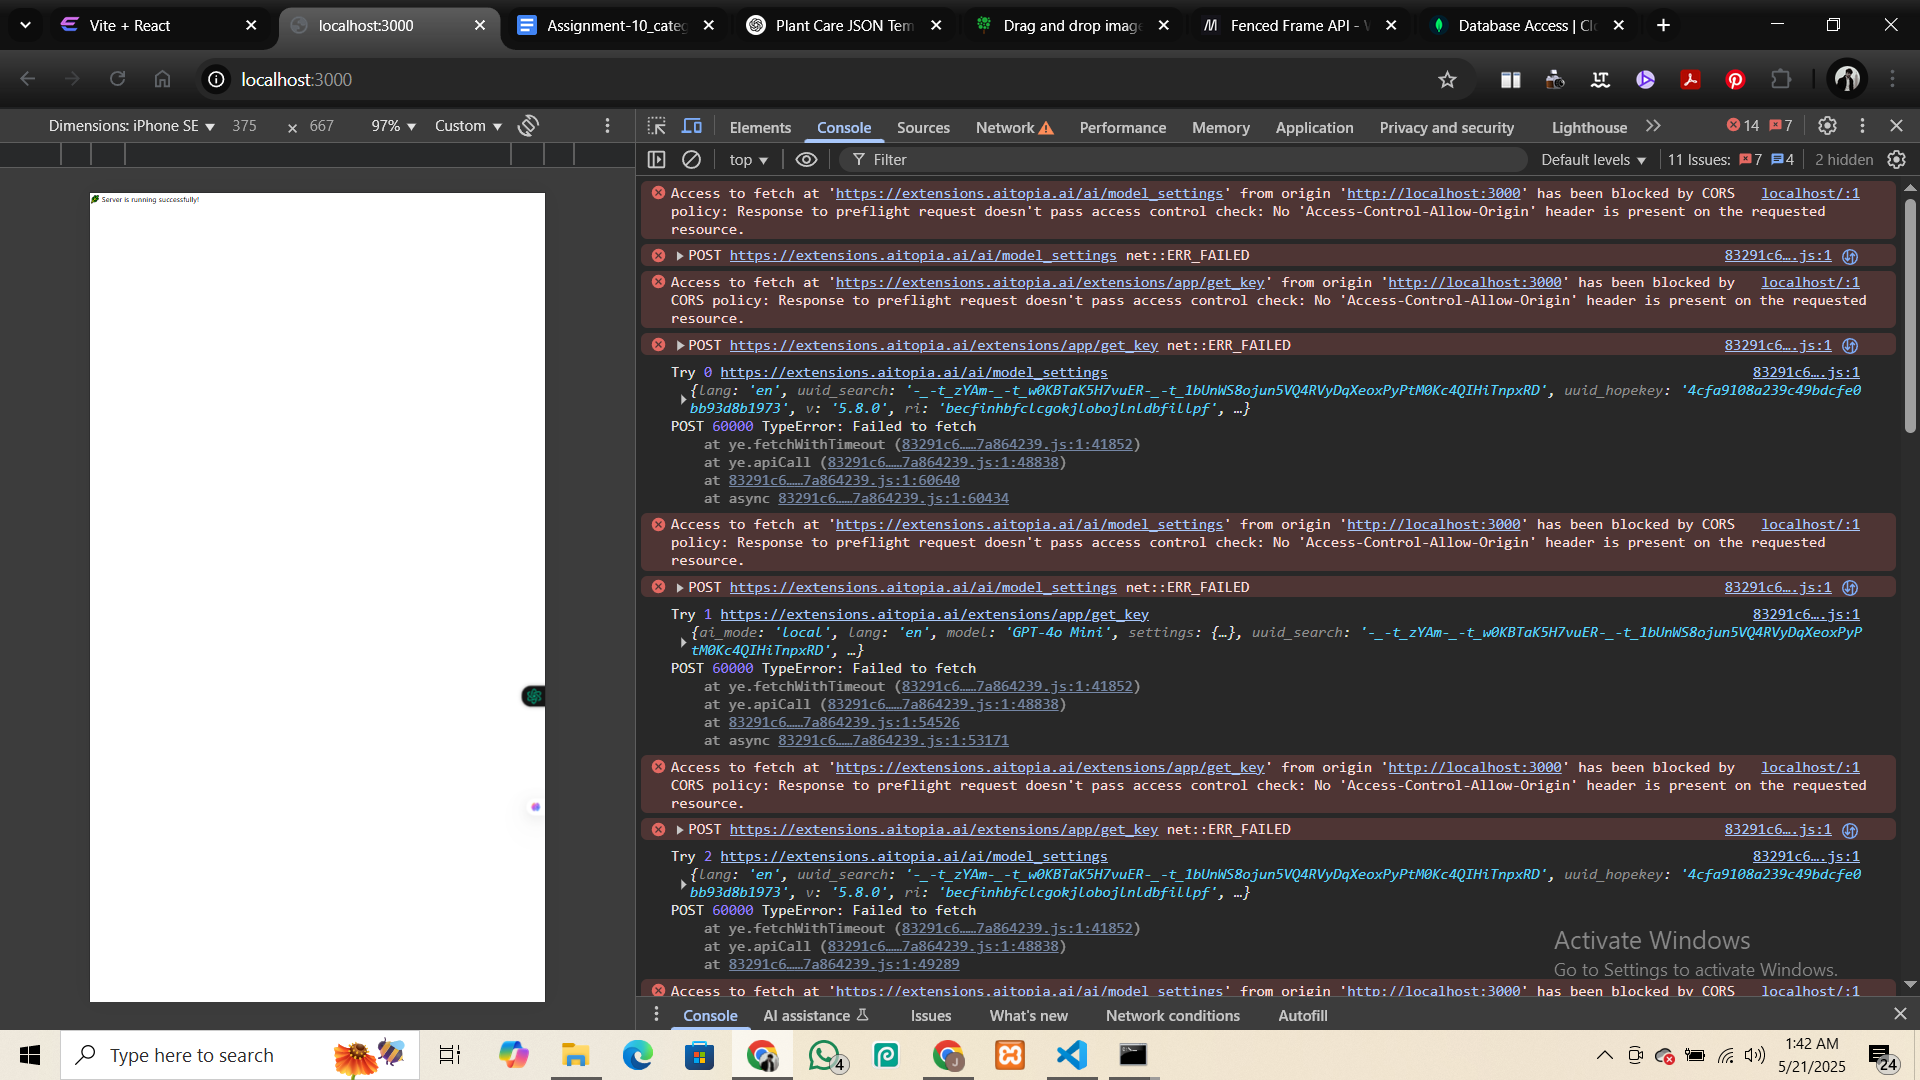 Vite + React
localhost:3000
Assignment-10_categ
Plant Care JSON Tem
Drag and drop image
Fenced Frame API - W
Database Access | Clo
localhost:3000
Dimensions: iPhone SE 375 x 667 97% Custom
Elements Console Sources Network Performance Memory Application Privacy and security Lighthouse 14 7
top Filter Default levels 11 Issues: 7 4 2 hidden
Server is running successfully!
Access to fetch at 'https://extensions.aitopia.ai/ai/model_settings' from origin 'http://localhost:3000' has been blocked by CORS localhost/:1
policy: Response to preflight request doesn't pass access control check: No 'Access-Control-Allow-Origin' header is present on the requested
resource.
POST https://extensions.aitopia.ai/ai/model_settings net::ERR_FAILED 83291c6….js:1
Access to fetch at 'https://extensions.aitopia.ai/extensions/app/get_key' from origin 'http://localhost:3000' has been blocked by localhost/:1
CORS policy: Response to preflight request doesn't pass access control check: No 'Access-Control-Allow-Origin' header is present on the requested
resource.
POST https://extensions.aitopia.ai/extensions/app/get_key net::ERR_FAILED 83291c6….js:1
Try 0 https://extensions.aitopia.ai/ai/model_settings 83291c6….js:1
{lang: 'en', uuid_search: '-_-t_zYAm-_-t_w0KBTaK5H7vuER-_-t_1bUnWS8ojun5VQ4RVyDqXeoxPyPtM0Kc4QIHiTnpxRD', uuid_hopekey: '4cfa9108a239c49bdcfe0
bb93d8b1973', v: '5.8.0', ri: 'becfinhbfclcgokjlobojlnldbfillpf', …}
POST 60000 TypeError: Failed to fetch
at ye.fetchWithTimeout (83291c6……7a864239.js:1:41852)
at ye.apiCall (83291c6……7a864239.js:1:48838)
at 83291c6……7a864239.js:1:60640
at async 83291c6……7a864239.js:1:60434
Access to fetch at 'https://extensions.aitopia.ai/ai/model_settings' from origin 'http://localhost:3000' has been blocked by CORS localhost/:1
policy: Response to preflight request doesn't pass access control check: No 'Access-Control-Allow-Origin' header is present on the requested
resource.
POST https://extensions.aitopia.ai/ai/model_settings net::ERR_FAILED 83291c6….js:1
Try 1 https://extensions.aitopia.ai/extensions/app/get_key 83291c6….js:1
{ai_mode: 'local', lang: 'en', model: 'GPT-4o Mini', settings: {…}, uuid_search: '-_-t_zYAm-_-t_w0KBTaK5H7vuER-_-t_1bUnWS8ojun5VQ4RVyDqXeoxPyP
tM0Kc4QIHiTnpxRD', …}
POST 60000 TypeError: Failed to fetch
at ye.fetchWithTimeout (83291c6……7a864239.js:1:41852)
at ye.apiCall (83291c6……7a864239.js:1:48838)
at 83291c6……7a864239.js:1:54526
at async 83291c6……7a864239.js:1:53171
Access to fetch at 'https://extensions.aitopia.ai/extensions/app/get_key' from origin 'http://localhost:3000' has been blocked by localhost/:1
CORS policy: Response to preflight request doesn't pass access control check: No 'Access-Control-Allow-Origin' header is present on the requested
resource.
POST https://extensions.aitopia.ai/extensions/app/get_key net::ERR_FAILED 83291c6….js:1
Try 2 https://extensions.aitopia.ai/ai/model_settings 83291c6….js:1
{lang: 'en', uuid_search: '-_-t_zYAm-_-t_w0KBTaK5H7vuER-_-t_1bUnWS8ojun5VQ4RVyDqXeoxPyPtM0Kc4QIHiTnpxRD', uuid_hopekey: '4cfa9108a239c49bdcfe0
bb93d8b1973', v: '5.8.0', ri: 'becfinhbfclcgokjlobojlnldbfillpf', …}
POST 60000 TypeError: Failed to fetch
at ye.fetchWithTimeout (83291c6……7a864239.js:1:41852)
at ye.apiCall (83291c6……7a864239.js:1:48838)
at 83291c6……7a864239.js:1:49289
Access to fetch at 'https://extensions.aitopia.ai/ai/model_settings' from origin 'http://localhost:3000' has been blocked by CORS localhost/:1
Activate Windows
Go to Settings to activate Windows.
Console AI assistance Issues What's new Network conditions Autofill
Type here to search
4
1:42 AM
5/21/2025
24